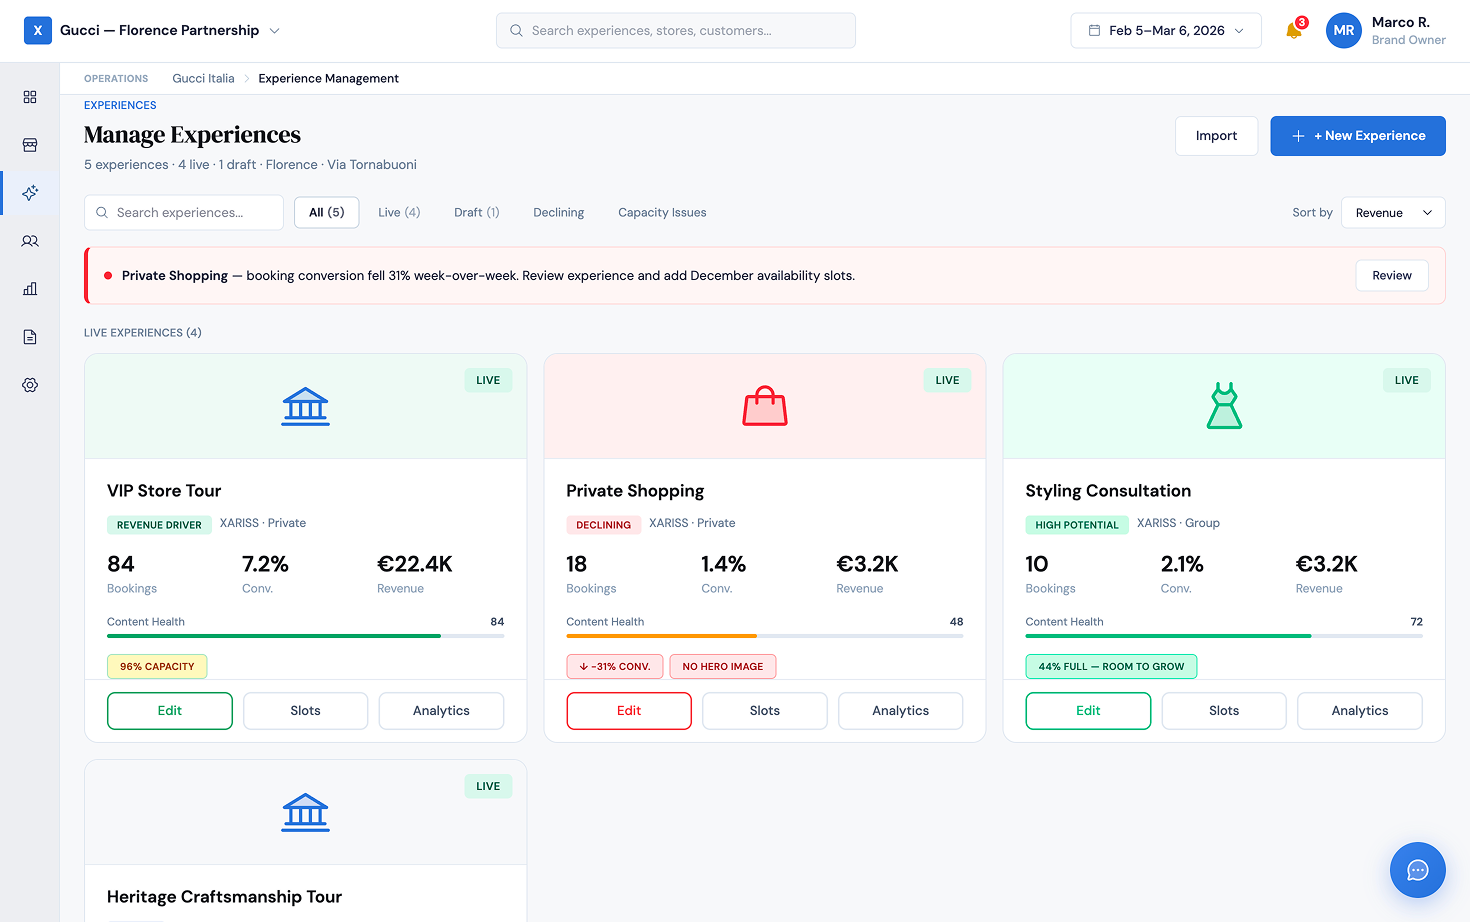 X Gucci — Florence Partnership
Search experiences, stores, customers...
Feb 5–Mar 6, 2026
3
MR
Marco R.
Brand Owner
OPERATIONS Gucci Italia Experience Management
EXPERIENCES
Manage Experiences
5 experiences · 4 live · 1 draft · Florence · Via Tornabuoni
Import
+ New Experience
Search experiences...
All (5) Live (4) Draft (1) Declining Capacity Issues
Sort by Revenue
Private Shopping — booking conversion fell 31% week-over-week. Review experience and add December availability slots.
Review
LIVE EXPERIENCES (4)
LIVE
VIP Store Tour
REVENUE DRIVER XARISS · Private
84 7.2% €22.4K
Bookings Conv. Revenue
Content Health 84
96% CAPACITY
Edit Slots Analytics
LIVE
Private Shopping
DECLINING XARISS · Private
18 1.4% €3.2K
Bookings Conv. Revenue
Content Health 48
↓ -31% CONV. NO HERO IMAGE
Edit Slots Analytics
LIVE
Styling Consultation
HIGH POTENTIAL XARISS · Group
10 2.1% €3.2K
Bookings Conv. Revenue
Content Health 72
44% FULL — ROOM TO GROW
Edit Slots Analytics
LIVE
Heritage Craftsmanship Tour